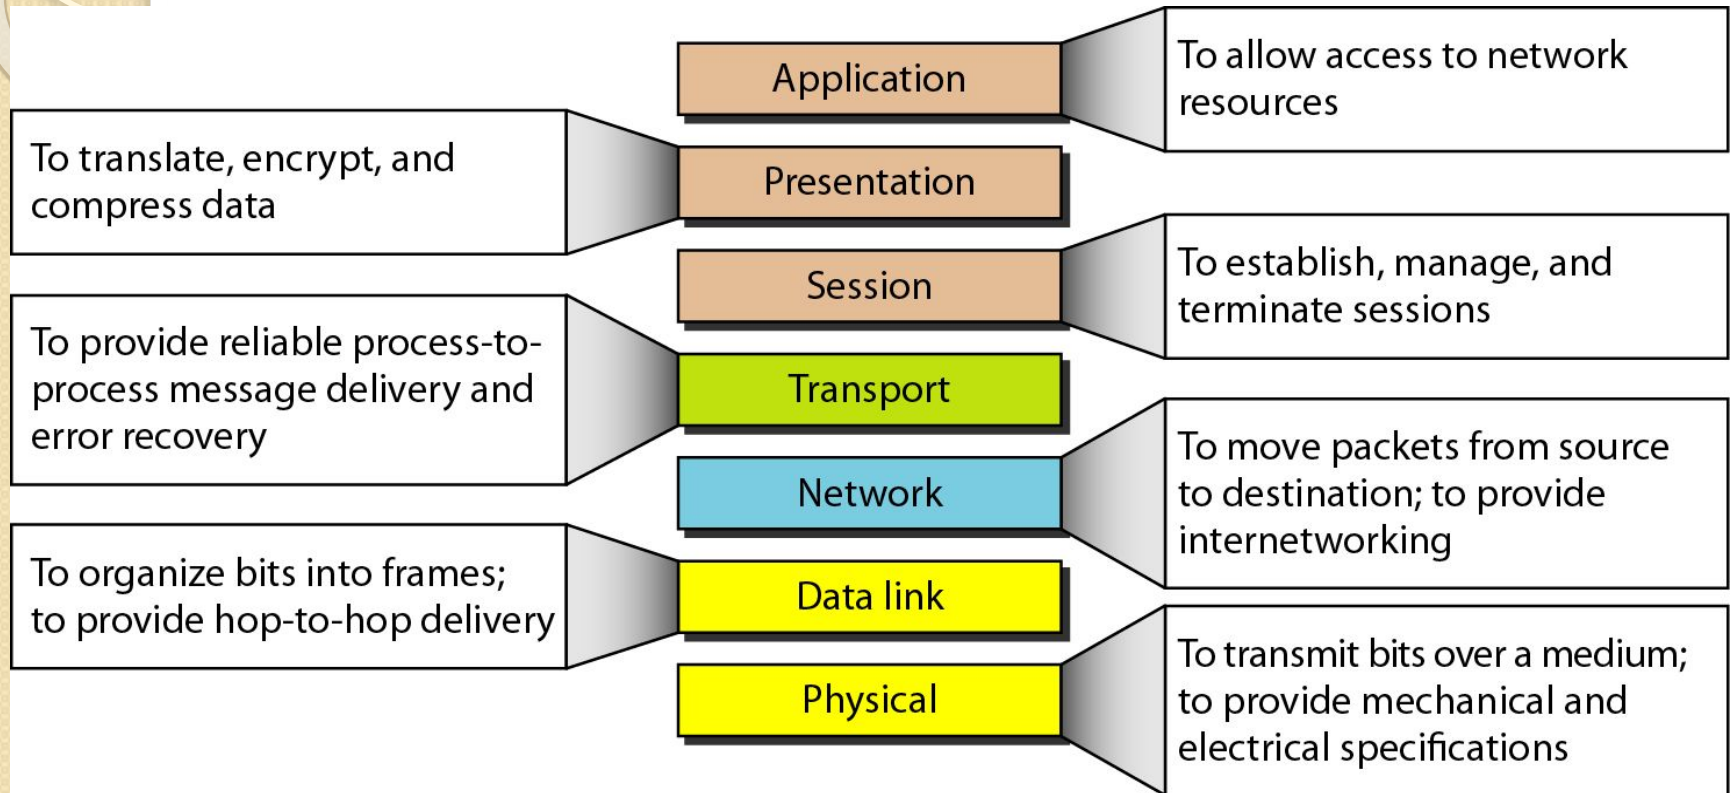 Application
To allow access to network
resources
To translate, encrypt, and
compress data
Presentation
Session
To establish, manage, and
terminate sessions
To provide reliable process-to-
process message delivery and
error recovery
Transport
Network
To move packets from source
to destination; to provide
internetworking
To organize bits into frames;
to provide hop-to-hop delivery
Data link
Physical
To transmit bits over a medium;
to provide mechanical and
electrical specifications